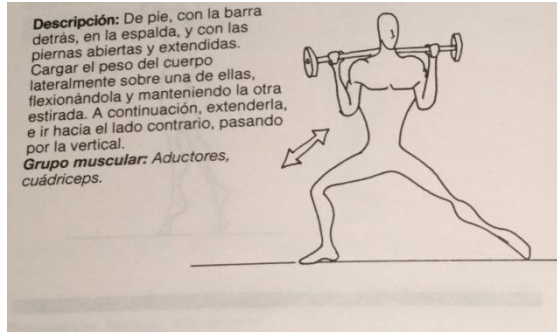 Descripción: De pie, con la barra
detrás, en la espalda, y con las
piernas abiertas y extendidas.
Cargar el peso del cuerpo
lateralmente sobre una de ellas,
flexionándola y manteniendo la otra
estirada. A continuación, extenderla,
e ir hacia el lado contrario, pasando
por la vertical.
Grupo muscular: Aductores,
cuádriceps.